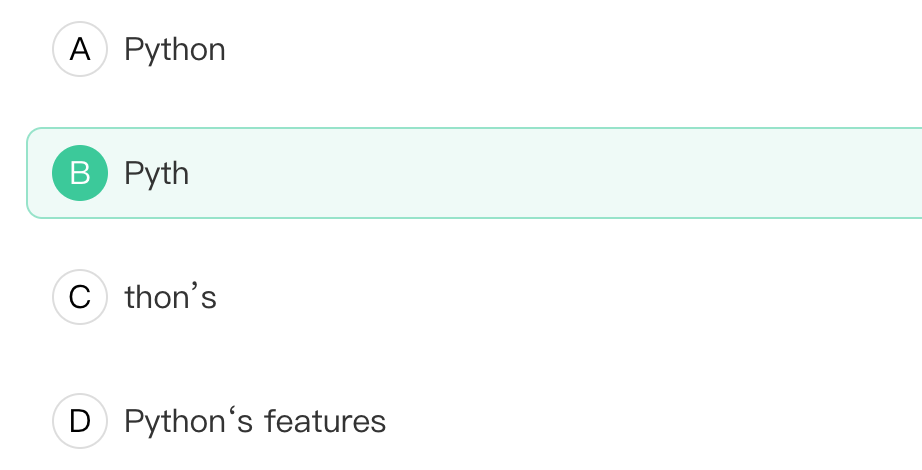 A Python
B Pyth
C thon’s
D Python‘s features